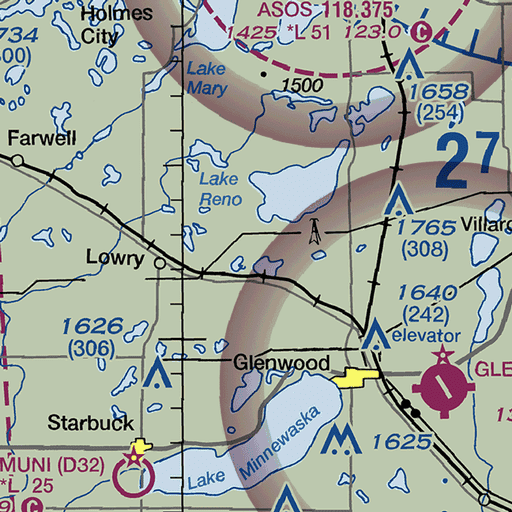 Holmes
City
ASOS 118.375
1425 *L 51 123.0 C
734
Lake
Mary
1500
1658
(254)
Farwell
27
Lake
Reno
1765
(308)
Villard
Lowry
1640
(242)
elevator
1626
(306)
Glenwood
GLE
Starbuck
Lake Minnewaska
1625
MUNI (D32)
*L 25
C